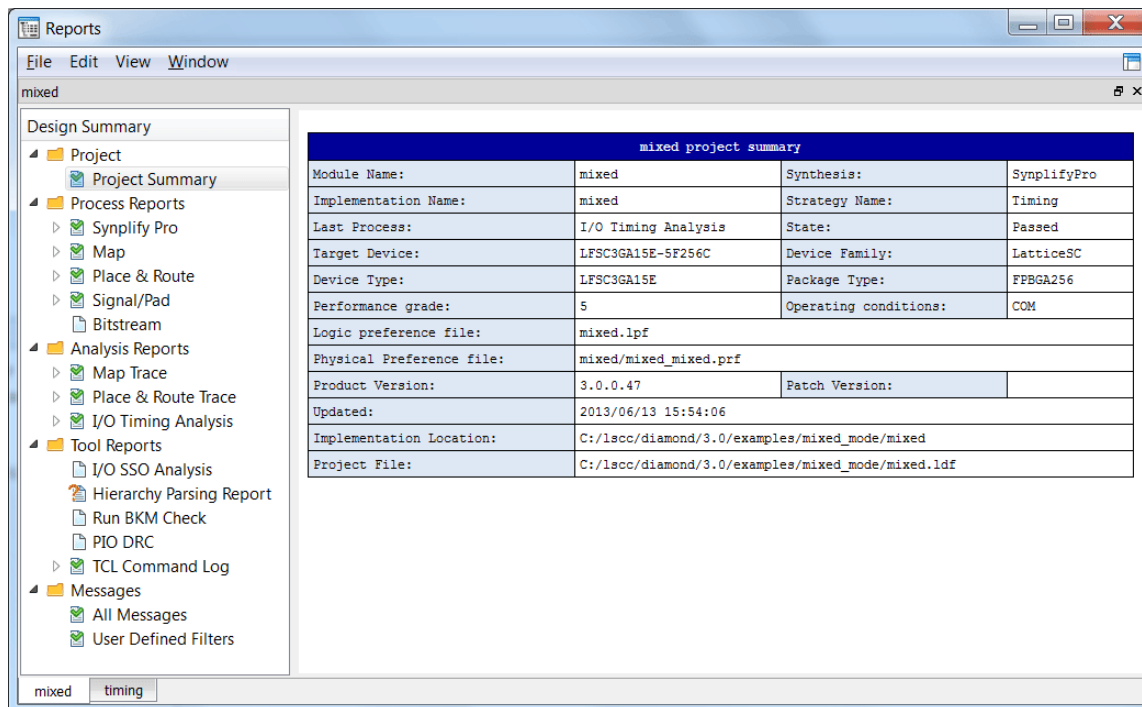 Reports
File Edit View Window
mixed
Design Summary
Project
Project Summary
Process Reports
Synplify Pro
Map
Place & Route
Signal/Pad
Bitstream
Analysis Reports
Map Trace
Place & Route Trace
I/O Timing Analysis
Tool Reports
I/O SSO Analysis
Hierarchy Parsing Report
Run BKM Check
PIO DRC
TCL Command Log
Messages
All Messages
User Defined Filters
mixed project summary
Module Name: mixed Synthesis: SynplifyPro
Implementation Name: mixed Strategy Name: Timing
Last Process: I/O Timing Analysis State: Passed
Target Device: LFSC3GA15E-5F256C Device Family: LatticeSC
Device Type: LFSC3GA15E Package Type: FPBGA256
Performance grade: 5 Operating conditions: COM
Logic preference file: mixed.lpf
Physical Preference file: mixed/mixed_mixed.prf
Product Version: 3.0.0.47 Patch Version:
Updated: 2013/06/13 15:54:06
Implementation Location: C:/lscc/diamond/3.0/examples/mixed_mode/mixed
Project File: C:/lscc/diamond/3.0/examples/mixed_mode/mixed.ldf
mixed timing